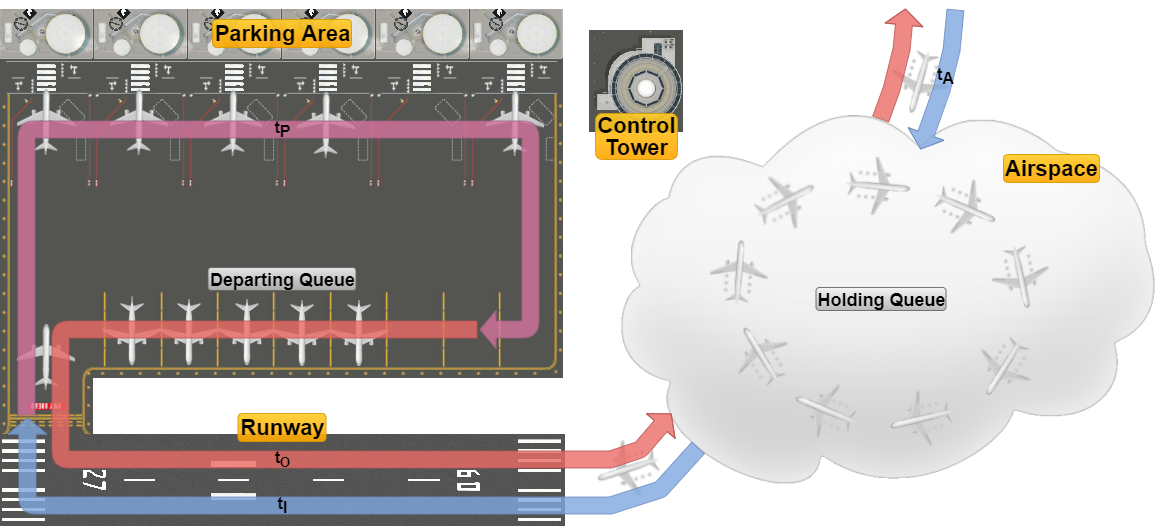 Parking Area
Control
Tower
Airspace
tA
tP
Departing Queue
Holding Queue
Runway
tO
27
09
tI